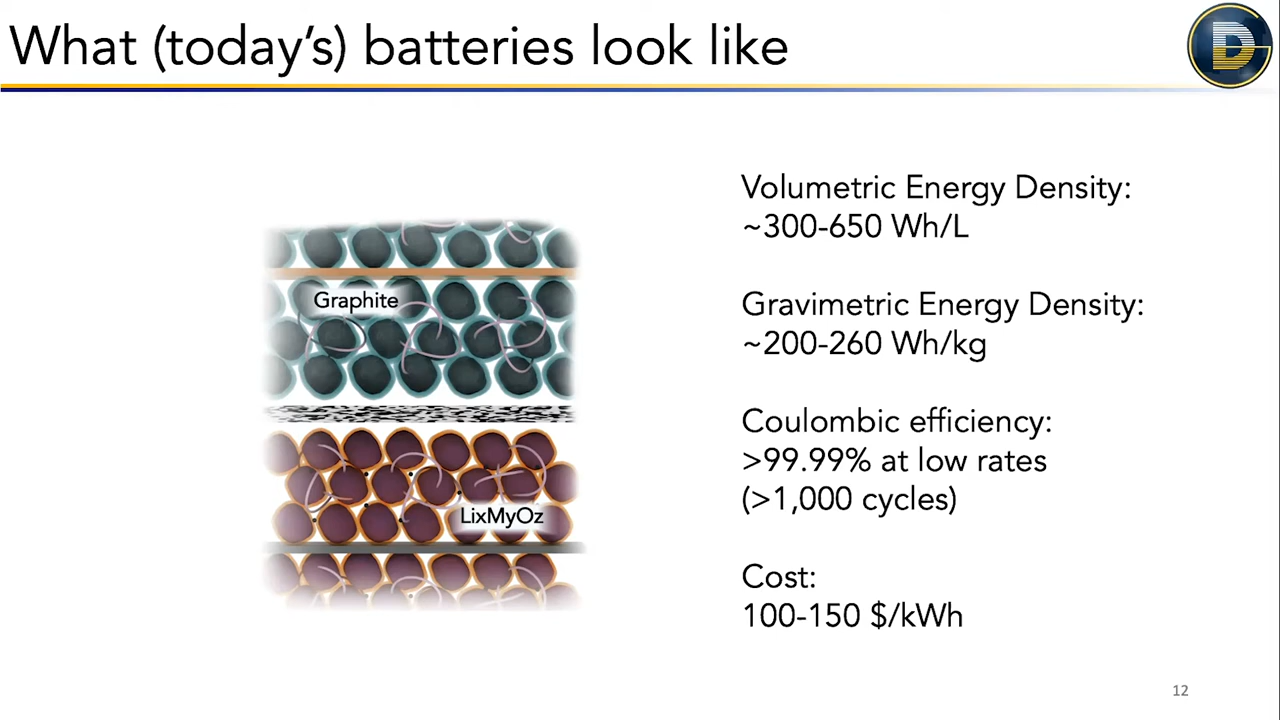 What (today's) batteries look like
Graphite
LixMyOz
Volumetric Energy Density:
~300-650 Wh/L
Gravimetric Energy Density:
~200-260 Wh/kg
Coulombic efficiency:
>99.99% at low rates
(>1,000 cycles)
Cost:
100-150 $/kWh
12